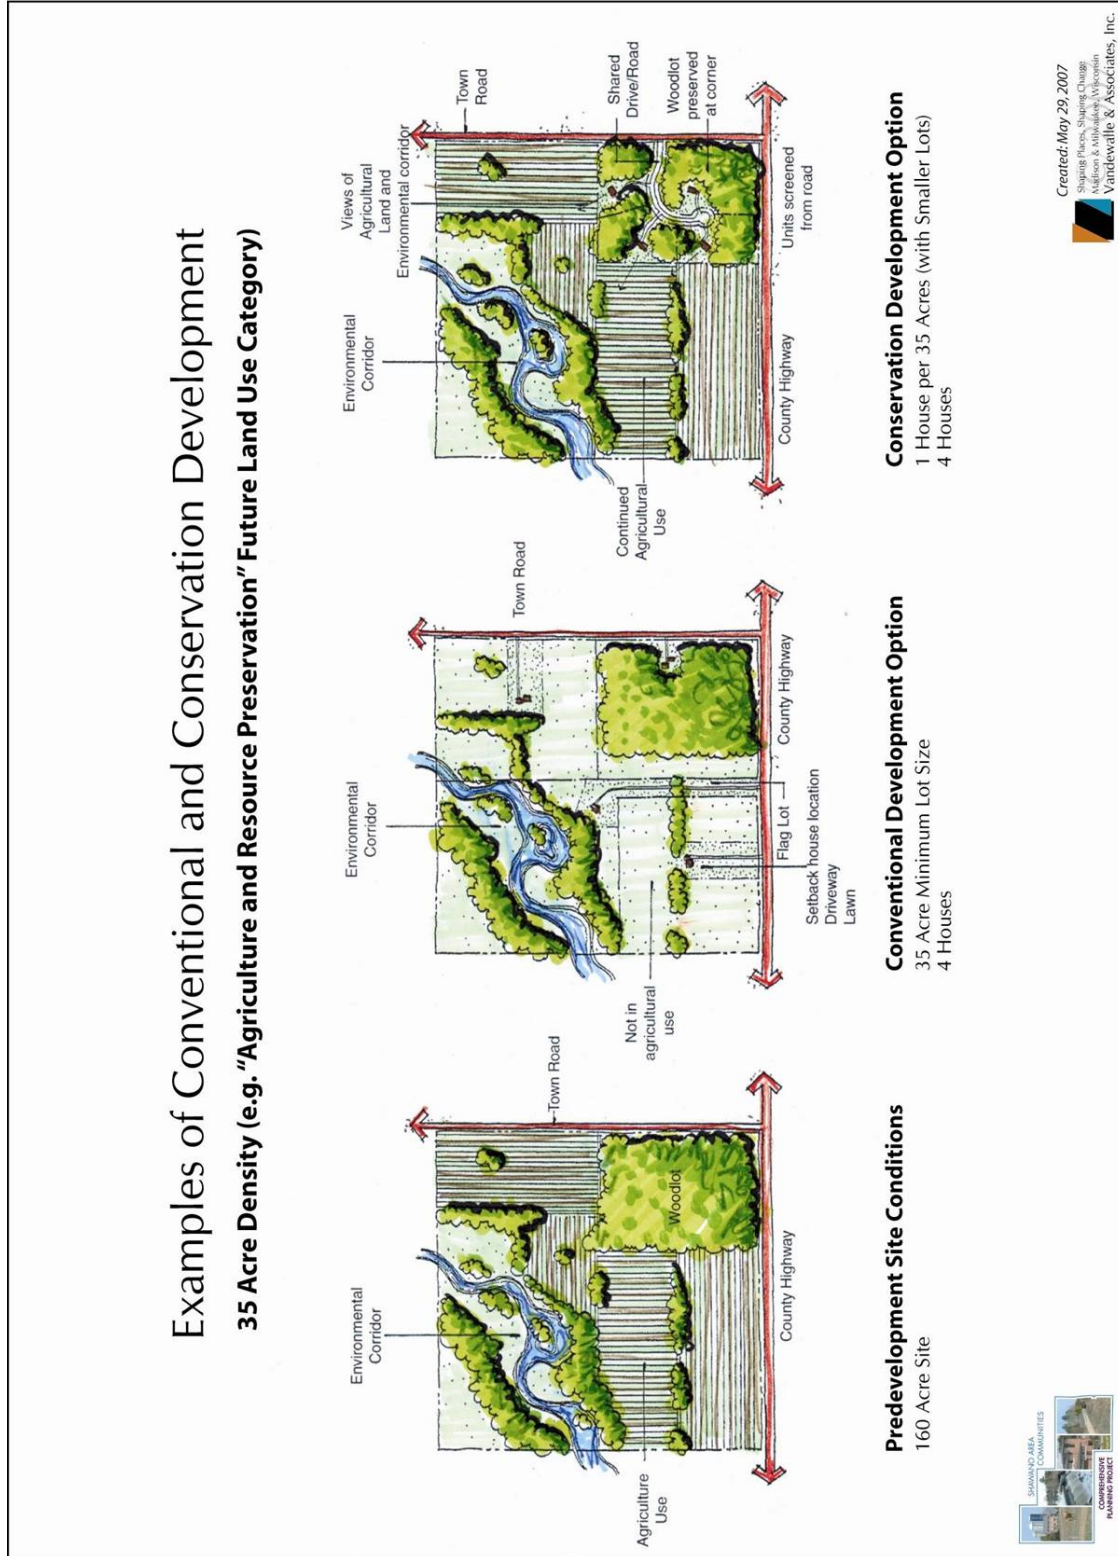 Examples of Conventional and Conservation Development
35 Acre Density (e.g. "Agriculture and Resource Preservation" Future Land Use Category)
Environmental
Corridor
Town Road
Agriculture
Use
Woodlot
County Highway
Predevelopment Site Conditions
160 Acre Site
Environmental
Corridor
Town Road
Not in
agricultural
use
County Highway
Flag Lot
Setback house location
Driveway
Lawn
Conventional Development Option
35 Acre Minimum Lot Size
4 Houses
Environmental
Corridor
Views of
Agricultural
Land and
Environmental corridor
Town
Road
Shared
Drive/Road
Woodlot
preserved
at corner
Continued
Agricultural
Use
County Highway
Units screened
from road
Conservation Development Option
1 House per 35 Acres (with Smaller Lots)
4 Houses
SHAWANO AREA
COMMUNITIES
COMPREHENSIVE
PLANNING PROJECT
Created: May 29, 2007
Shaping Places, Shaping Change
Madison & Milwaukee, Wisconsin
Vandewalle & Associates, Inc.